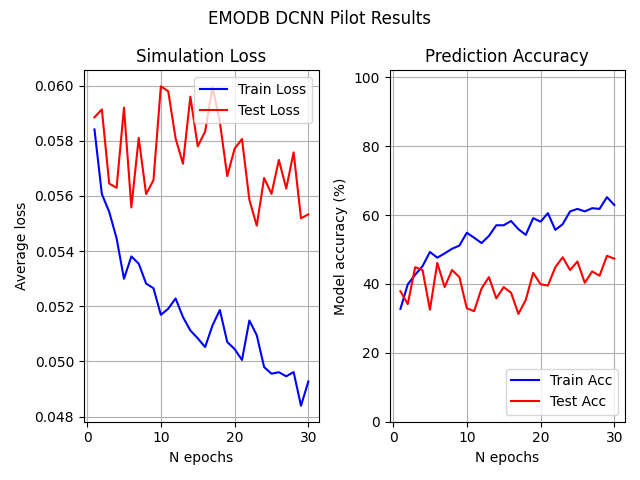 EMODB DCNN Pilot Results
Simulation Loss
Average loss
0.060
0.058
0.056
0.054
0.052
0.050
0.048
0
10
20
30
N epochs
Train Loss
Test Loss
Prediction Accuracy
Model accuracy (%)
100
80
60
40
20
0
0
10
20
30
N epochs
Train Acc
Test Acc